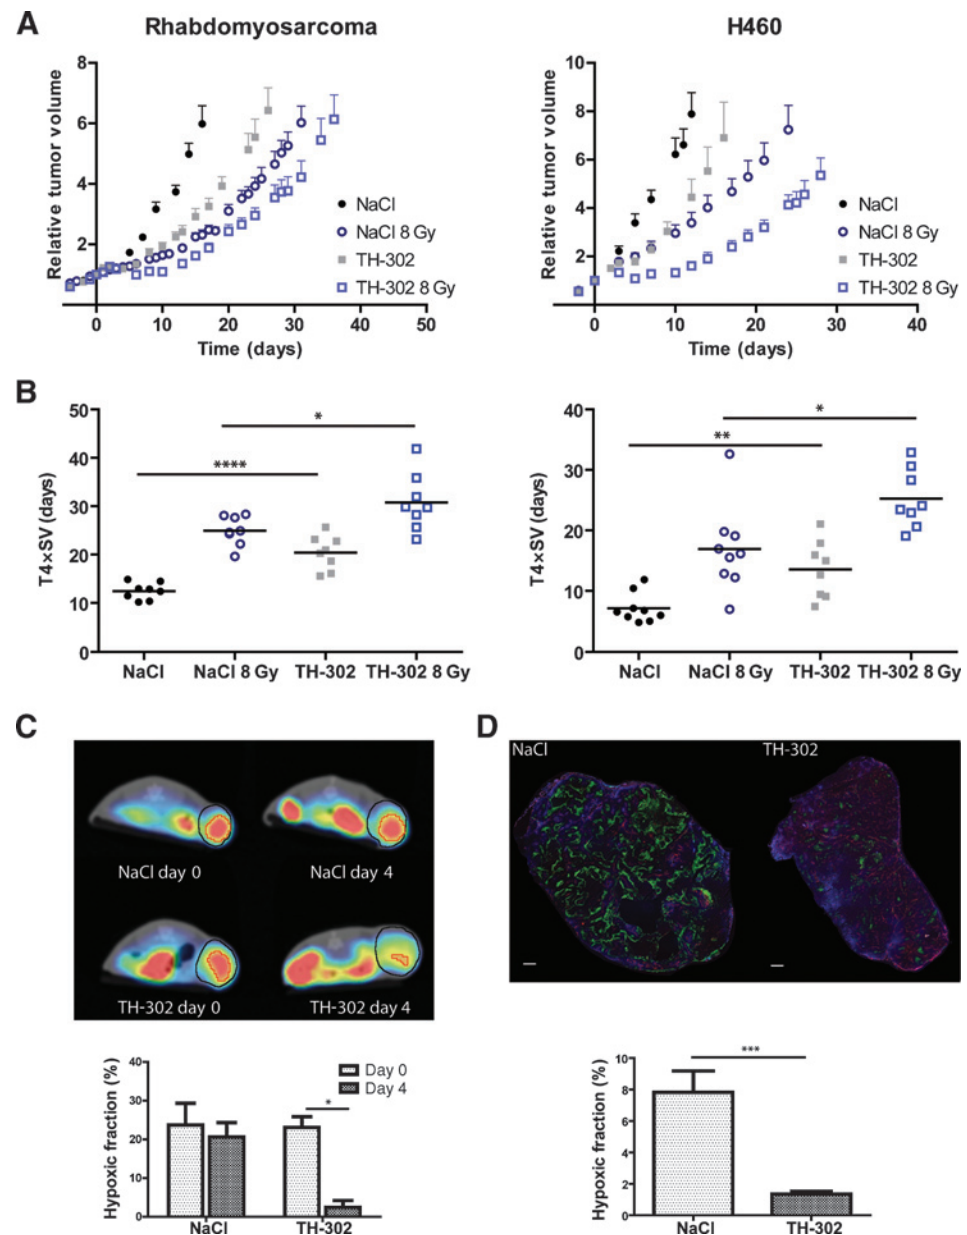 A
Rhabdomyosarcoma
Relative tumor volume
8
6
4
2
0
10
20
30
40
50
Time (days)
NaCl
NaCl 8 Gy
TH-302
TH-302 8 Gy
H460
Relative tumor volume
10
8
6
4
2
0
10
20
30
40
Time (days)
NaCl
NaCl 8 Gy
TH-302
TH-302 8 Gy
B
T4×SV (days)
50
40
30
20
10
0
*
****
NaCl
NaCl 8 Gy
TH-302
TH-302 8 Gy
T4×SV (days)
40
30
20
10
0
*
**
NaCl
NaCl 8 Gy
TH-302
TH-302 8 Gy
C
NaCl day 0
NaCl day 4
TH-302 day 0
TH-302 day 4
Hypoxic fraction (%)
40
30
20
10
0
Day 0
Day 4
*
NaCl
TH-302
D
NaCl
TH-302
Hypoxic fraction (%)
10
8
6
4
2
0
***
NaCl
TH-302